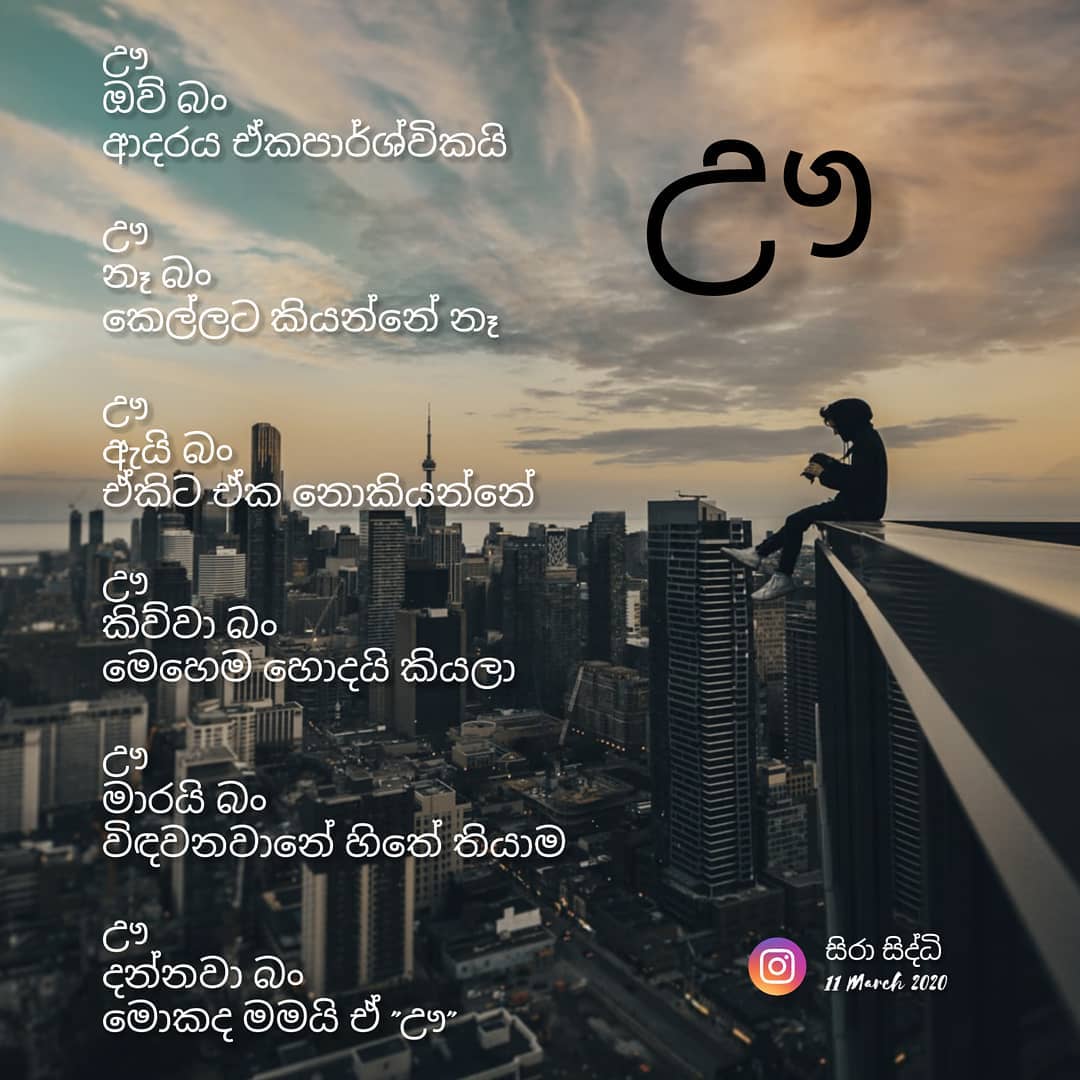 ඌ
ඔව් බං
ආදරය ඒකපාර්ශ්විකයි
ඌ
නෑ බං
කෙල්ලට කියන්නේ නෑ
ඌ
ඇයි බං
ඒකිට ඒක නොකියන්නේ
ඌ
කිව්වා බං
මෙහෙම හොදයි කියලා
ඌ
මාරයි බං
විඳවනවානේ හිතේ තියාම
ඌ
දන්නවා බං
මොකද මමයි ඒ "ඌ"
ඌ
සිරා සිද්ධි
11 March 2020